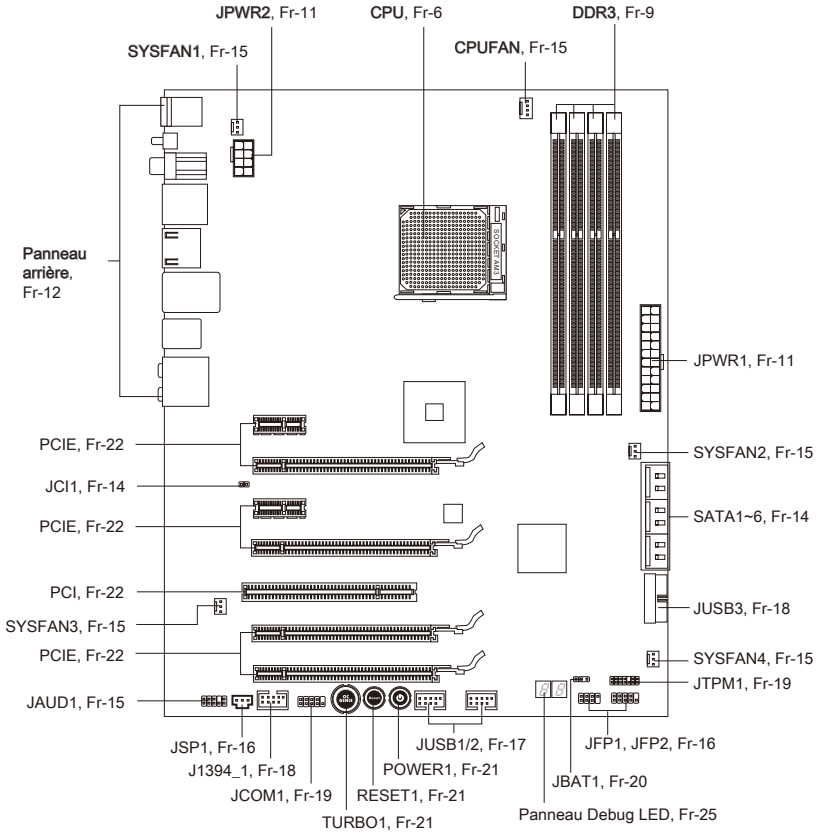 JPWR2, Fr-11
CPU, Fr-6
DDR3, Fr-9
SYSFAN1, Fr-15
CPUFAN, Fr-15
SOCKET AM3
Panneau
arrière,
Fr-12
JPWR1, Fr-11
PCIE, Fr-22
SYSFAN2, Fr-15
JCI1, Fr-14
SATA1~6, Fr-14
PCIE, Fr-22
PCI, Fr-22
JUSB3, Fr-18
SYSFAN3, Fr-15
PCIE, Fr-22
SYSFAN4, Fr-15
JTPM1, Fr-19
JAUD1, Fr-15
OC
GENIE
JSP1, Fr-16
JUSB1/2, Fr-17
JFP1, JFP2, Fr-16
J1394_1, Fr-18
POWER1, Fr-21
JBAT1, Fr-20
JCOM1, Fr-19
RESET1, Fr-21
TURBO1, Fr-21
Panneau Debug LED, Fr-25